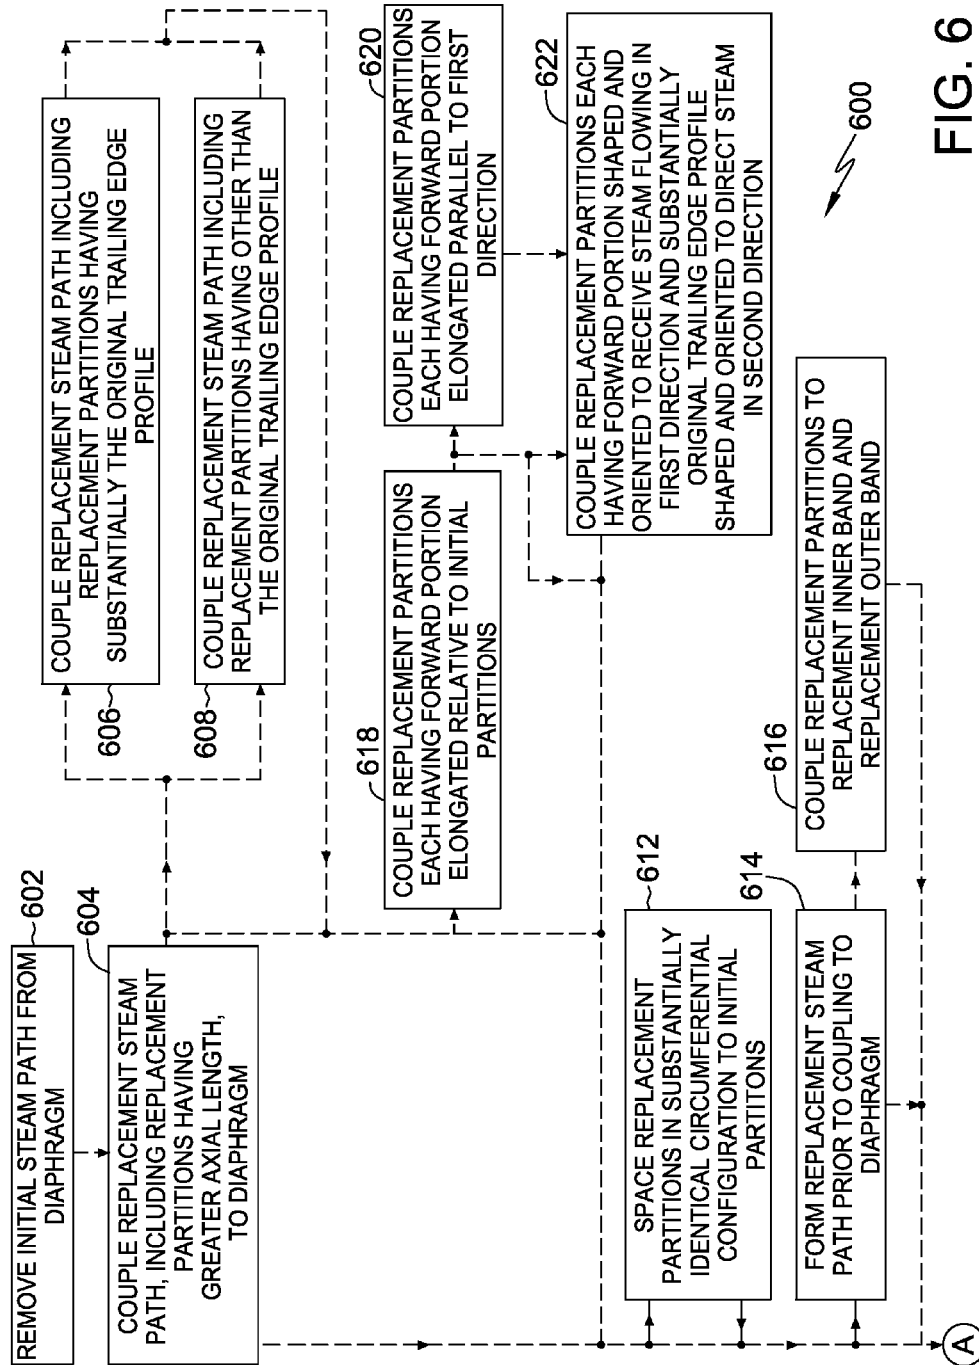 REMOVE INITIAL STEAM PATH FROM
DIAPHRAGM
602
604
COUPLE REPLACEMENT STEAM
PATH, INCLUDING REPLACEMENT
PARTITIONS HAVING
GREATER AXIAL LENGTH,
TO DIAPHRAGM
COUPLE REPLACEMENT STEAM PATH INCLUDING
REPLACEMENT PARTITIONS HAVING
SUBSTANTIALLY THE ORIGINAL TRAILING EDGE
PROFILE
606
COUPLE REPLACEMENT STEAM PATH INCLUDING
REPLACEMENT PARTITIONS HAVING OTHER THAN
THE ORIGINAL TRAILING EDGE PROFILE
608
618
COUPLE REPLACEMENT PARTITIONS
EACH HAVING FORWARD PORTION
ELONGATED RELATIVE TO INITIAL
PARTITIONS
COUPLE REPLACEMENT PARTITIONS
EACH HAVING FORWARD PORTION
ELONGATED PARALLEL TO FIRST
DIRECTION
620
622
COUPLE REPLACEMENT PARTITIONS EACH
HAVING FORWARD PORTION SHAPED AND
ORIENTED TO RECEIVE STEAM FLOWING IN
FIRST DIRECTION AND SUBSTANTIALLY
ORIGINAL TRAILING EDGE PROFILE
SHAPED AND ORIENTED TO DIRECT STEAM
IN SECOND DIRECTION
SPACE REPLACEMENT
PARTITIONS IN SUBSTANTIALLY
IDENTICAL CIRCUMFERENTIAL
CONFIGURATION TO INITIAL
PARTITONS
612
614
FORM REPLACEMENT STEAM
PATH PRIOR TO COUPLING TO
DIAPHRAGM
616
COUPLE REPLACEMENT PARTITIONS TO
REPLACEMENT INNER BAND AND
REPLACEMENT OUTER BAND
A
600
FIG. 6